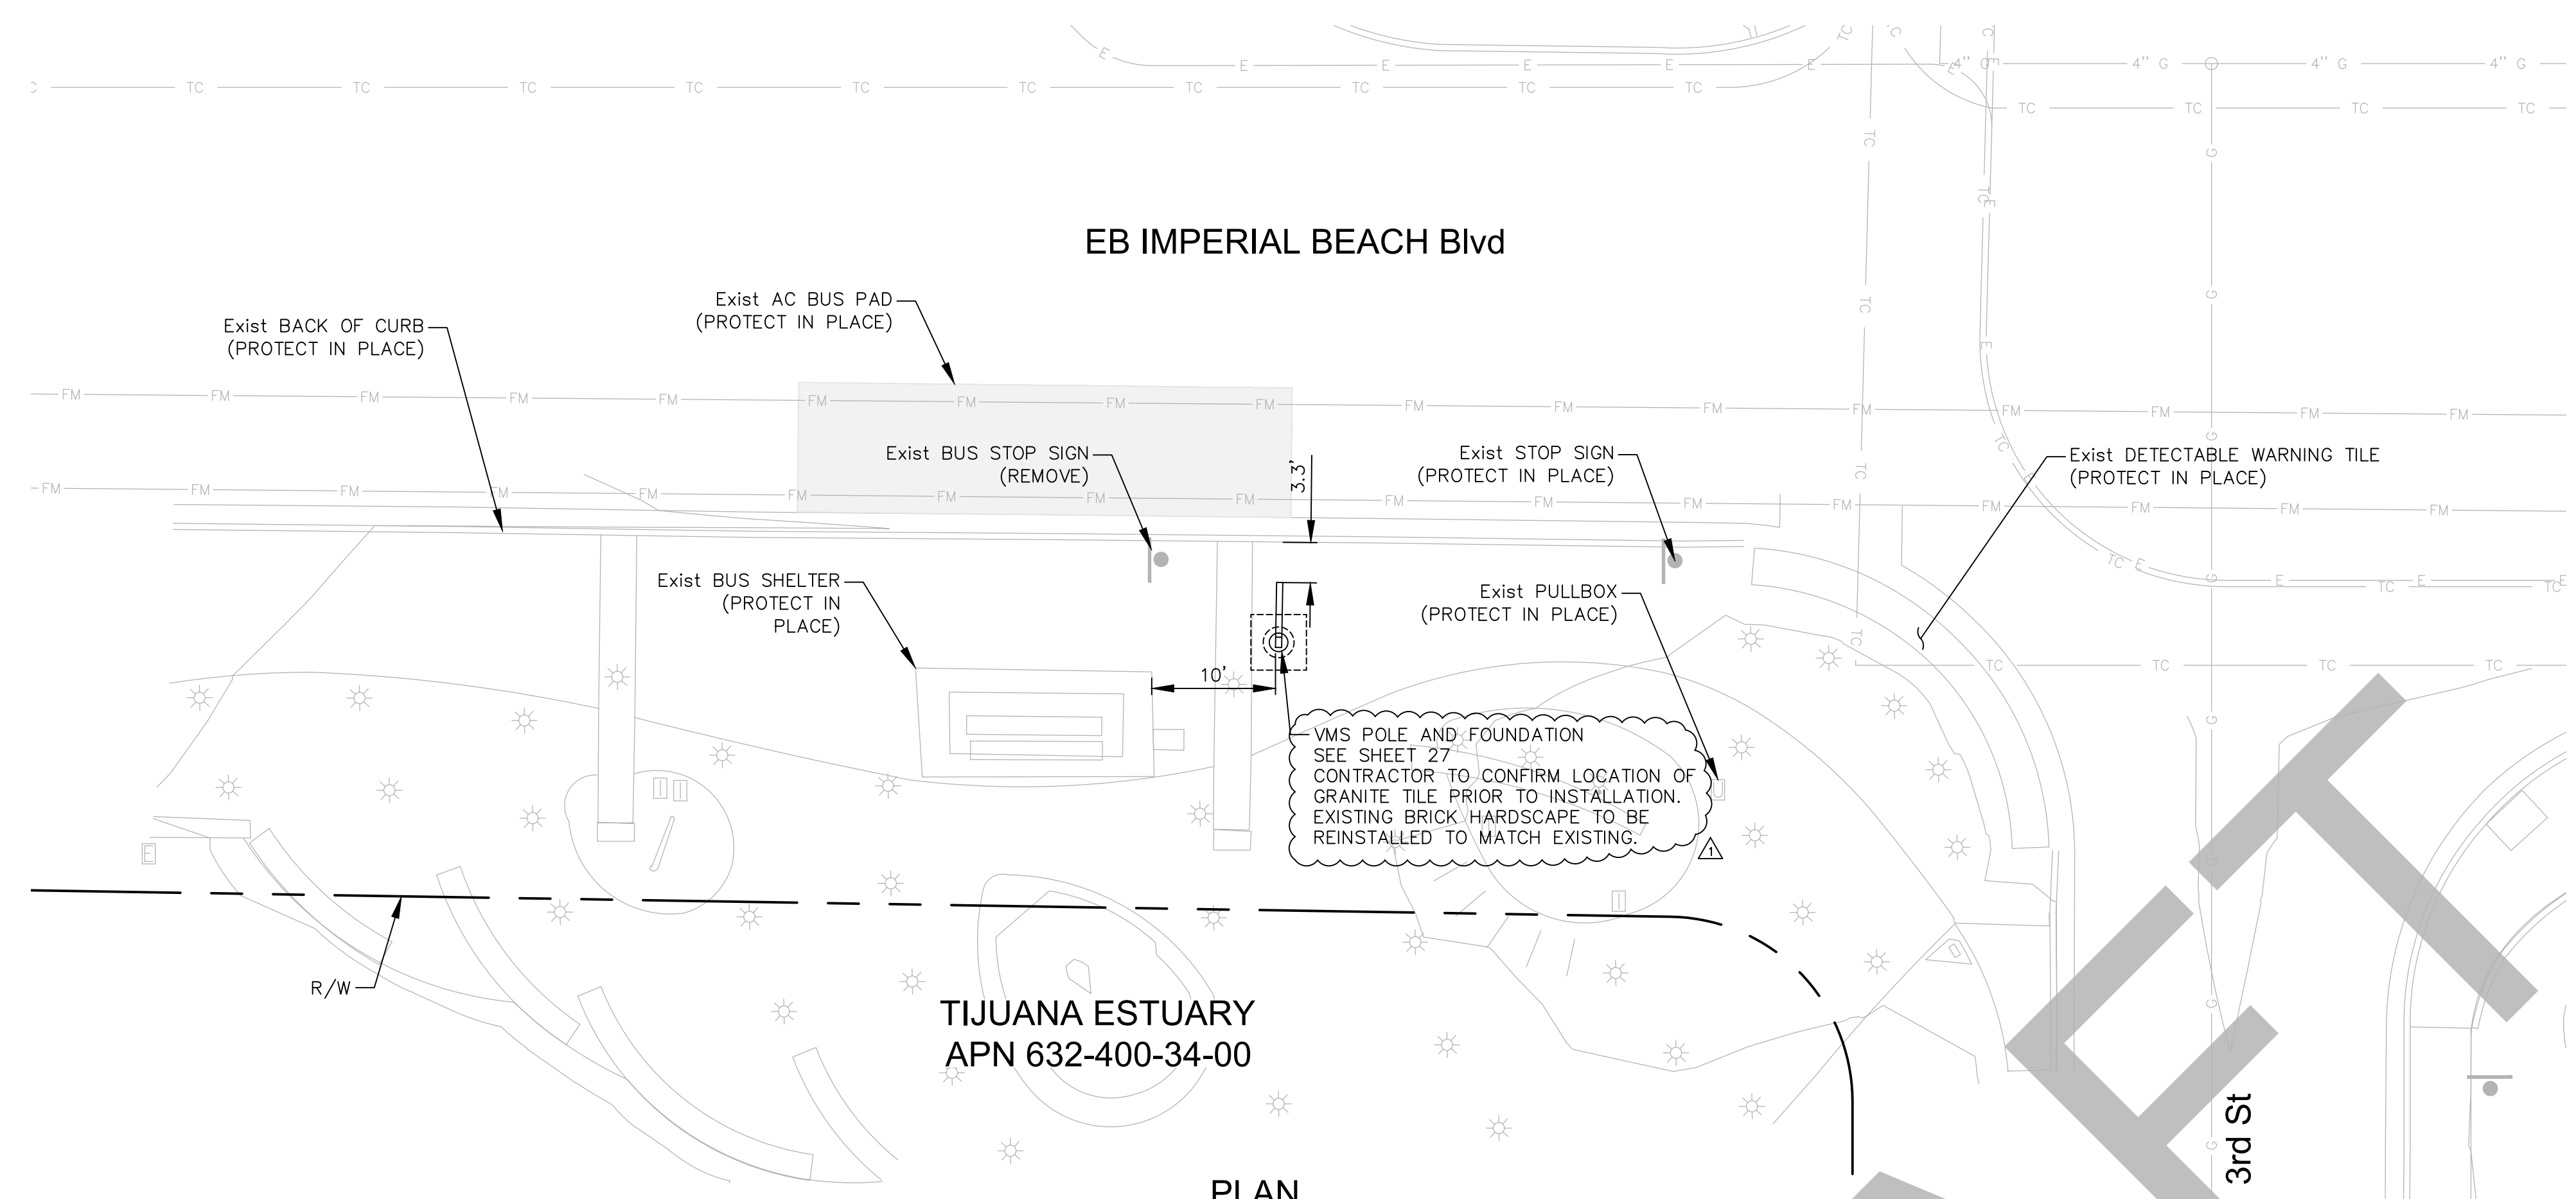 EB IMPERIAL BEACH Blvd
Exist AC BUS PAD
(PROTECT IN PLACE)
Exist BACK OF CURB
(PROTECT IN PLACE)
Exist BUS STOP SIGN
(REMOVE)
3.3'
Exist STOP SIGN
(PROTECT IN PLACE)
Exist DETECTABLE WARNING TILE
(PROTECT IN PLACE)
Exist BUS SHELTER
(PROTECT IN
PLACE)
Exist PULLBOX
(PROTECT IN PLACE)
10'
VMS POLE AND FOUNDATION
SEE SHEET 27
CONTRACTOR TO CONFIRM LOCATION OF
GRANITE TILE PRIOR TO INSTALLATION.
EXISTING BRICK HARDSCAPE TO BE
REINSTALLED TO MATCH EXISTING.
1
R/W
TIJUANA ESTUARY
APN 632-400-34-00
3rd St
PLAN